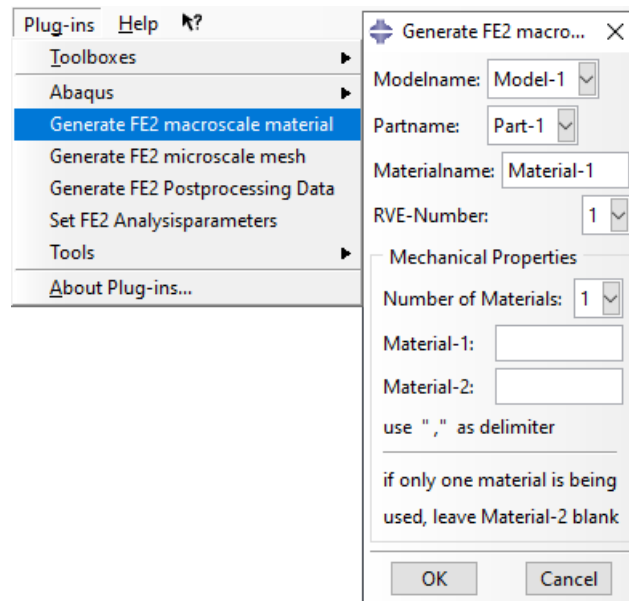 Plug-ins Help ?
Toolboxes
Abaqus
Generate FE2 macroscale material
Generate FE2 microscale mesh
Generate FE2 Postprocessing Data
Set FE2 Analysisparameters
Tools
About Plug-ins...
Generate FE2 macro...
Modelname: Model-1
Partname: Part-1
Materialname: Material-1
RVE-Number: 1
Mechanical Properties
Number of Materials: 1
Material-1:
Material-2:
use "," as delimiter
if only one material is being
used, leave Material-2 blank
OK Cancel